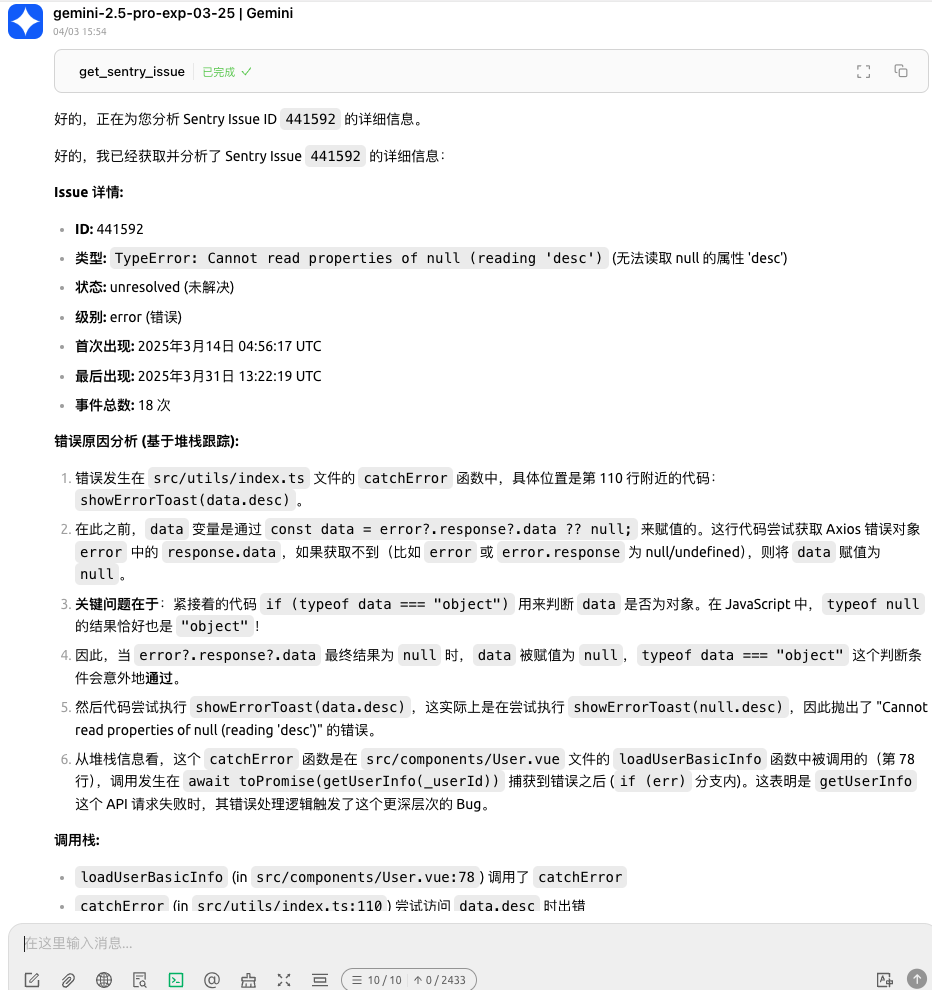 gemini-2.5-pro-exp-03-25 | Gemini
04/03 15:54
get_sentry_issue 已完成
好的，正在为您分析 Sentry Issue ID 441592 的详细信息。
好的，我已经获取并分析了 Sentry Issue 441592 的详细信息：
Issue 详情:
ID: 441592
类型: TypeError: Cannot read properties of null (reading 'desc') (无法读取 null 的属性 'desc')
状态: unresolved (未解决)
级别: error (错误)
首次出现: 2025年3月14日 04:56:17 UTC
最后出现: 2025年3月31日 13:22:19 UTC
事件总数: 18 次
错误原因分析 (基于堆栈跟踪):
1. 错误发生在 src/utils/index.ts 文件的 catchError 函数中，具体位置是第 110 行附近的代码：
showErrorToast(data.desc) 。
2. 在此之前，data 变量是通过 const data = error?.response?.data ?? null; 来赋值的。这行代码尝试获取 Axios 错误对象
error 中的 response.data ，如果获取不到（比如 error 或 error.response 为 null/undefined），则将 data 赋值为
null 。
3. 关键问题在于：紧接着的代码 if (typeof data === "object") 用来判断 data 是否为对象。在 JavaScript 中，typeof null
的结果恰好也是 "object" ！
4. 因此，当 error?.response?.data 最终结果为 null 时，data 被赋值为 null ，typeof data === "object" 这个判断条
件会意外地通过。
5. 然后代码尝试执行 showErrorToast(data.desc) ，这实际上是在尝试执行 showErrorToast(null.desc) ，因此抛出了 "Cannot
read properties of null (reading 'desc')" 的错误。
6. 从堆栈信息看，这个 catchError 函数是在 src/components/User.vue 文件的 loadUserBasicInfo 函数中被调用的（第 78
行），调用发生在 await toPromise(getUserInfo(_userId)) 捕获到错误之后 ( if (err) 分支内)。这表明是 getUserInfo
这个 API 请求失败时，其错误处理逻辑触发了这个更深层次的 Bug。
调用栈:
loadUserBasicInfo (in src/components/User.vue:78 ) 调用了 catchError
catchError (in src/utils/index.ts:110 ) 尝试访问 data.desc 时出错
在这里输入消息...
10 / 10 ↑ 0 / 2433